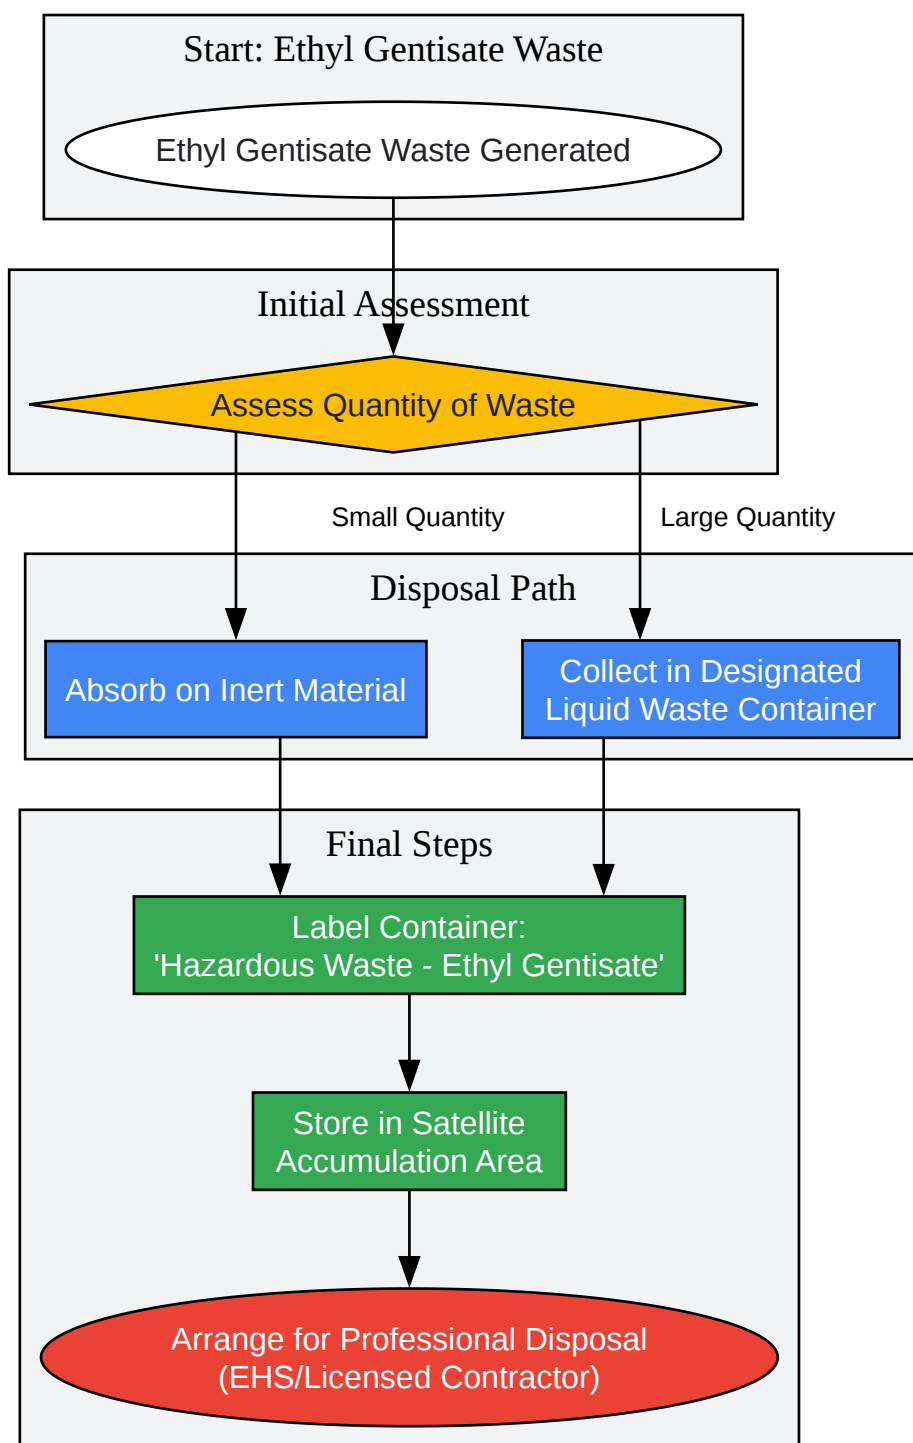 Start: Ethyl Gentisate Waste
Ethyl Gentisate Waste Generated
Initial Assessment
Assess Quantity of Waste
Small Quantity
Large Quantity
Disposal Path
Absorb on Inert Material
Collect in Designated
Liquid Waste Container
Final Steps
Label Container:
'Hazardous Waste - Ethyl Gentisate'
Store in Satellite
Accumulation Area
Arrange for Professional Disposal
(EHS/Licensed Contractor)